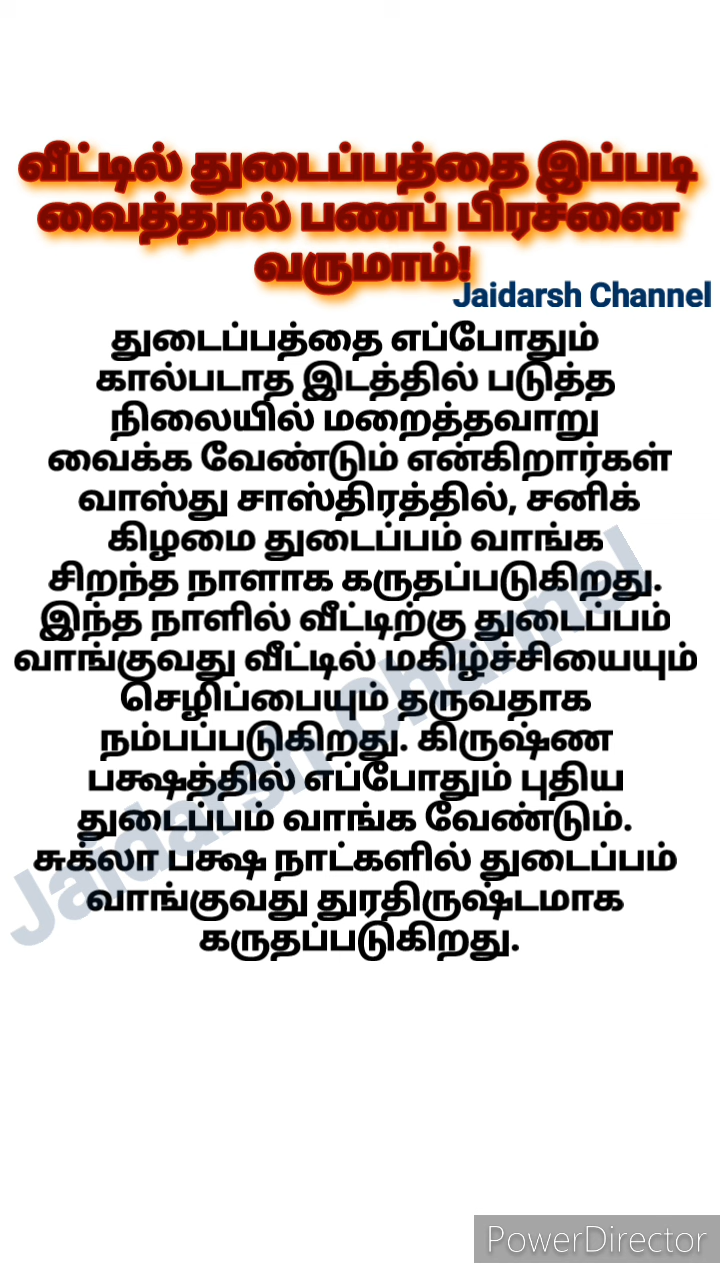 வீட்டில் துடைப்பத்தை இப்படி
வைத்தால் பணப் பிரச்னை
வருமாம்!
Jaidarsh Channel
துடைப்பத்தை எப்போதும்
கால்படாத இடத்தில் படுத்த
நிலையில் மறைத்தவாறு
வைக்க வேண்டும் என்கிறார்கள்
வாஸ்து சாஸ்திரத்தில், சனிக்
கிழமை துடைப்பம் வாங்க
சிறந்த நாளாக கருதப்படுகிறது.
இந்த நாளில் வீட்டிற்கு துடைப்பம்
வாங்குவது வீட்டில் மகிழ்ச்சியையும்
செழிப்பையும் தருவதாக
நம்பப்படுகிறது. கிருஷ்ண
பக்ஷத்தில் எப்போதும் புதிய
துடைப்பம் வாங்க வேண்டும்.
சுக்லா பக்ஷ நாட்களில் துடைப்பம்
வாங்குவது துரதிருஷ்டமாக
கருதப்படுகிறது.
Jaidarsh Channel
PowerDirector